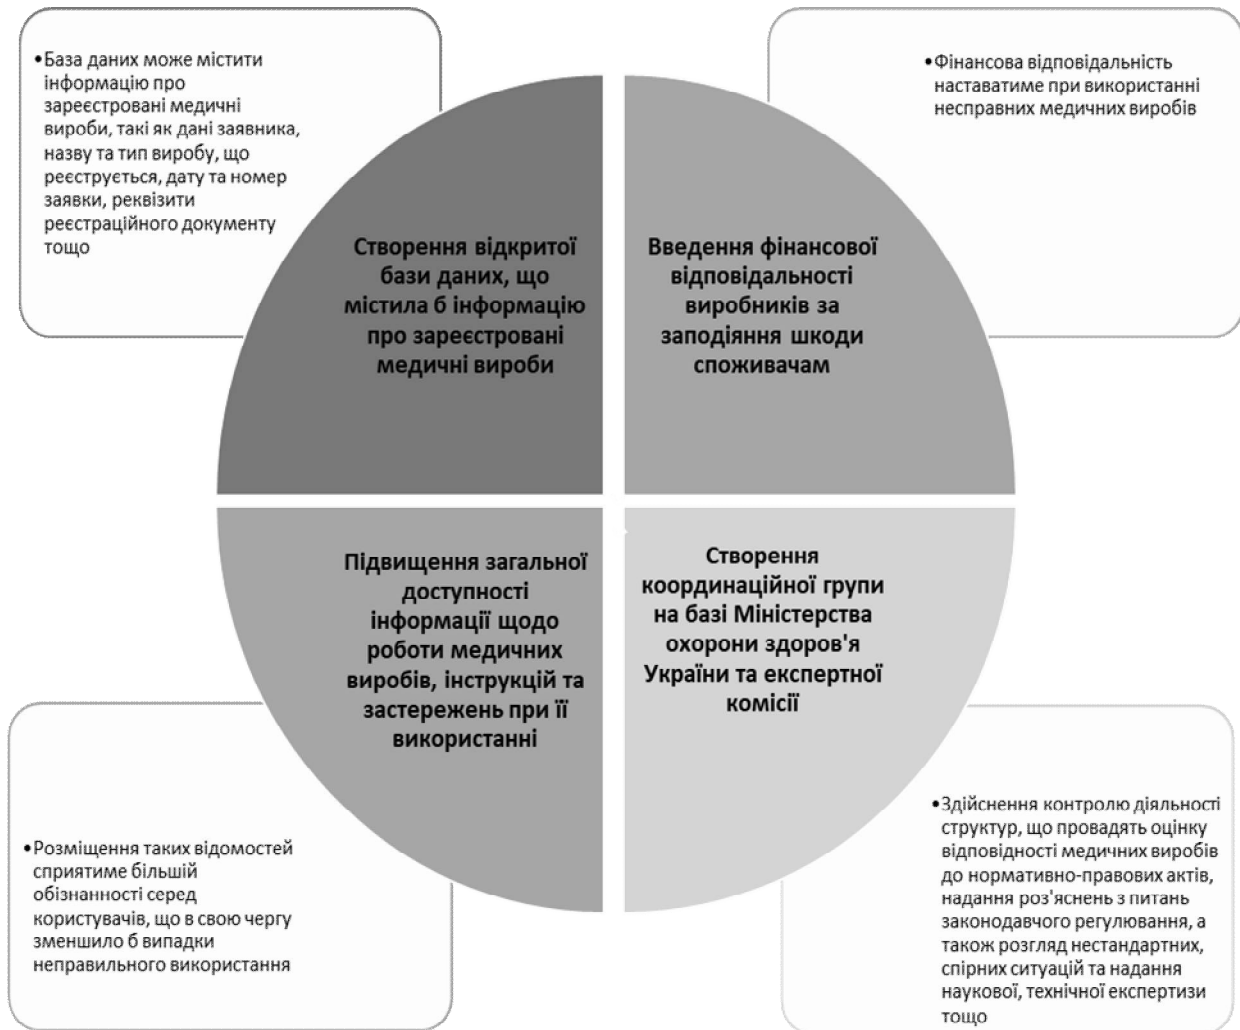 •База даних може містити
інформацію про
зареєстровані медичні
вироби, такі як дані заявника,
назву та тип виробу, що
реєструється, дату та номер
заявки, реквізити
реєстраційного документу
тощо
•Фінансова відповідальність
наставатиме при використанні
несправних медичних виробів
Створення відкритої
бази даних, що
містила б інформацію
про зареєстровані
медичні вироби
Введення фінансової
відповідальності
виробників за
заподіяння шкоди
споживачам
Підвищення загальної
доступності
інформації щодо
роботи медичних
виробів, інструкцій та
застережень при її
використанні
Створення
координаційної групи
на базі Міністерства
охорони здоров'я
України та експертної
комісії
•Розміщення таких відомостей
сприятиме більшій
обізнанності серед
користувачів, що в свою чергу
зменшило б випадки
неправильного використання
•Здійснення контролю діяльності
структур, що провадять оцінку
відповідності медичних виробів
до нормативно-правових актів,
надання роз'яснень з питань
законодавчого регулювання, а
також розгляд нестандартних,
спірних ситуацій та надання
наукової, технічної експертизи
тощо